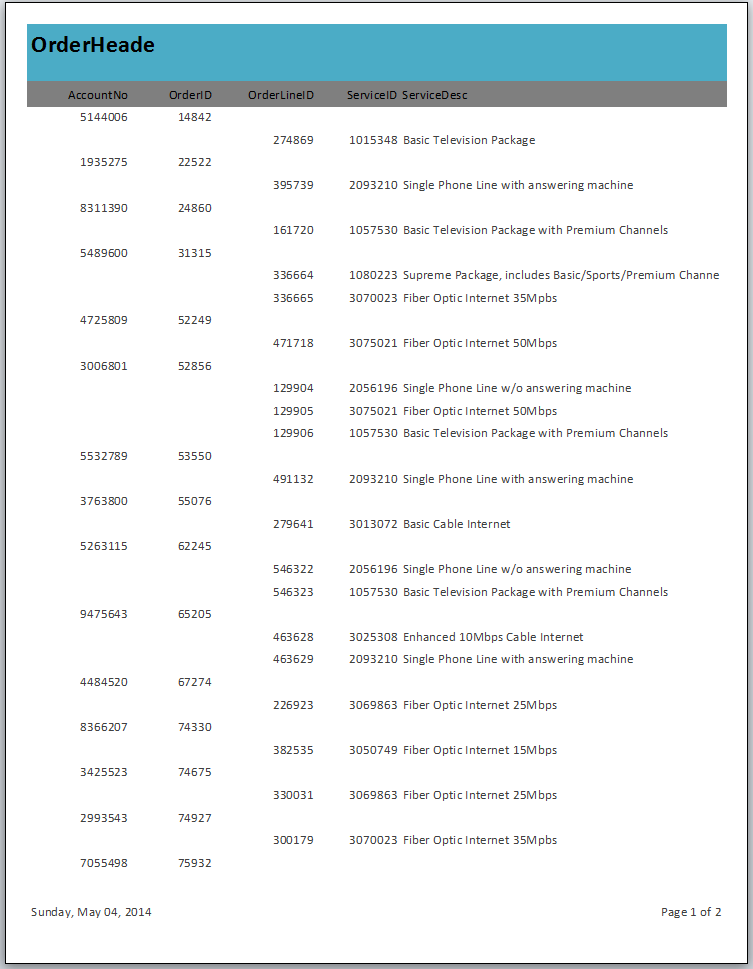 OrderHeade
AccountNo OrderID OrderLineID ServiceID ServiceDesc
5144006 14842
274869 1015348 Basic Television Package
1935275 22522
395739 2093210 Single Phone Line with answering machine
8311390 24860
161720 1057530 Basic Television Package with Premium Channels
5489600 31315
336664 1080223 Supreme Package, includes Basic/Sports/Premium Channe
336665 3070023 Fiber Optic Internet 35Mpbs
4725809 52249
471718 3075021 Fiber Optic Internet 50Mbps
3006801 52856
129904 2056196 Single Phone Line w/o answering machine
129905 3075021 Fiber Optic Internet 50Mbps
129906 1057530 Basic Television Package with Premium Channels
5532789 53550
491132 2093210 Single Phone Line with answering machine
3763800 55076
279641 3013072 Basic Cable Internet
5263115 62245
546322 2056196 Single Phone Line w/o answering machine
546323 1057530 Basic Television Package with Premium Channels
9475643 65205
463628 3025308 Enhanced 10Mbps Cable Internet
463629 2093210 Single Phone Line with answering machine
4484520 67274
226923 3069863 Fiber Optic Internet 25Mbps
8366207 74330
382535 3050749 Fiber Optic Internet 15Mbps
3425523 74675
330031 3069863 Fiber Optic Internet 25Mbps
2993543 74927
300179 3070023 Fiber Optic Internet 35Mpbs
7055498 75932
Sunday, May 04, 2014 Page 1 of 2